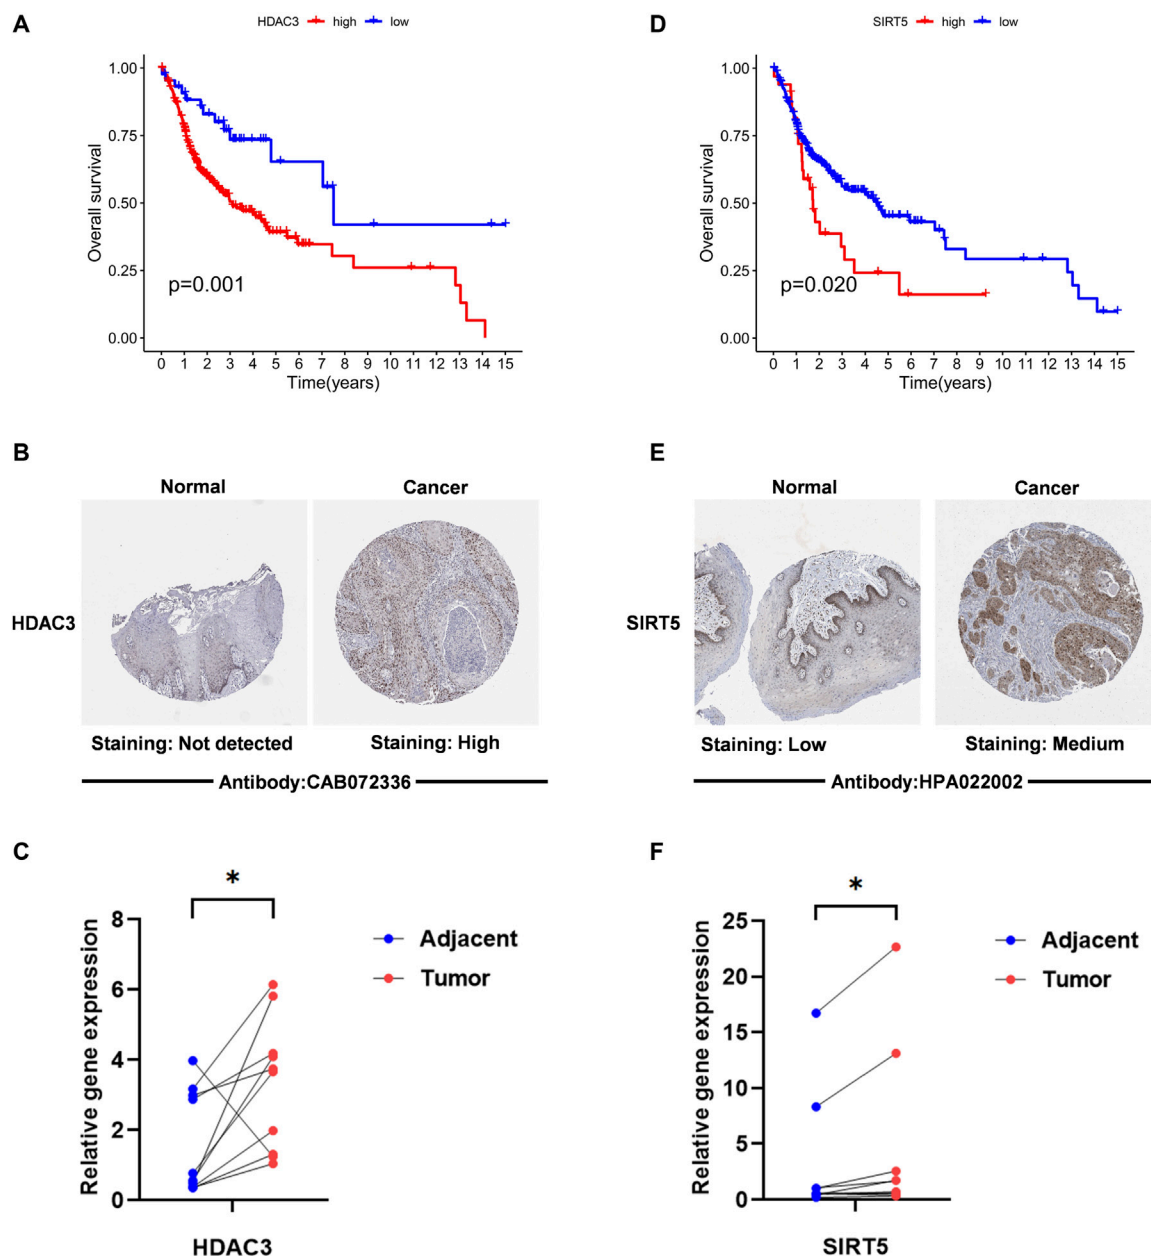 A
HDAC3 high low
1.00
0.75
0.50
0.25
0.00
Overall survival
p=0.001
0 1 2 3 4 5 6 7 8 9 10 11 12 13 14 15
Time(years)
D
SIRT5 high low
1.00
0.75
0.50
0.25
0.00
Overall survival
p=0.020
0 1 2 3 4 5 6 7 8 9 10 11 12 13 14 15
Time(years)
B
Normal Cancer
HDAC3
Staining: Not detected Staining: High
Antibody:CAB072336
E
Normal Cancer
SIRT5
Staining: Low Staining: Medium
Antibody:HPA022002
C
*
8
6
4
2
0
Relative gene expression
Adjacent
Tumor
HDAC3
F
*
25
20
15
10
5
0
Relative gene expression
Adjacent
Tumor
SIRT5